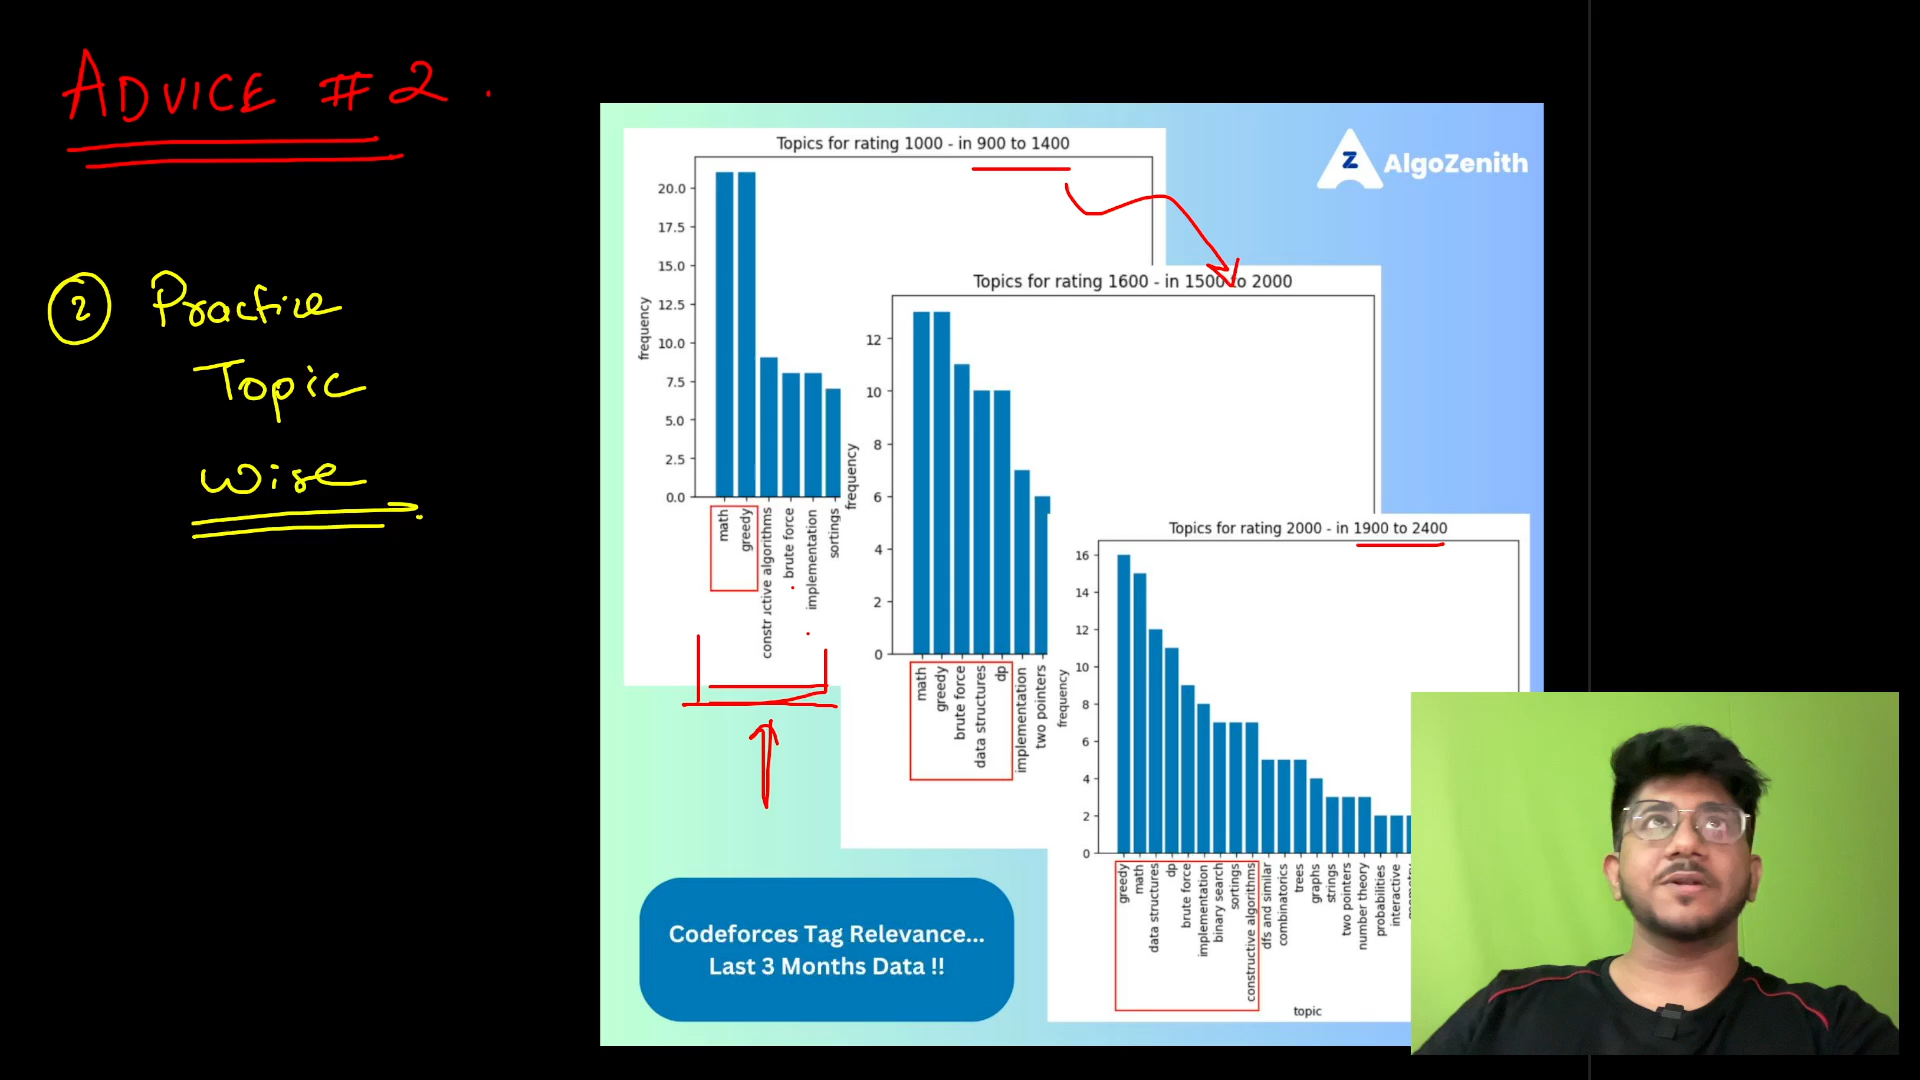 ADVICE #2.
② Practice
Topic
wise
AlgoZenith
Topics for rating 1000 - in 900 to 1400
frequency
20.0
17.5
15.0
12.5
10.0
7.5
5.0
2.5
0.0
math
greedy
constructive algorithms
brute force
implementation
sortings
Topics for rating 1600 - in 1500 to 2000
frequency
12
10
8
6
4
2
0
math
greedy
brute force
data structures
dp
implementation
two pointers
Topics for rating 2000 - in 1900 to 2400
frequency
16
14
12
10
8
6
4
2
0
greedy
math
data structures
dp
brute force
implementation
binary search
sortings
constructive algorithms
dfs and similar
combinatorics
trees
graphs
strings
two pointers
number theory
probabilities
interactive
topic
Codeforces Tag Relevance...
Last 3 Months Data !!